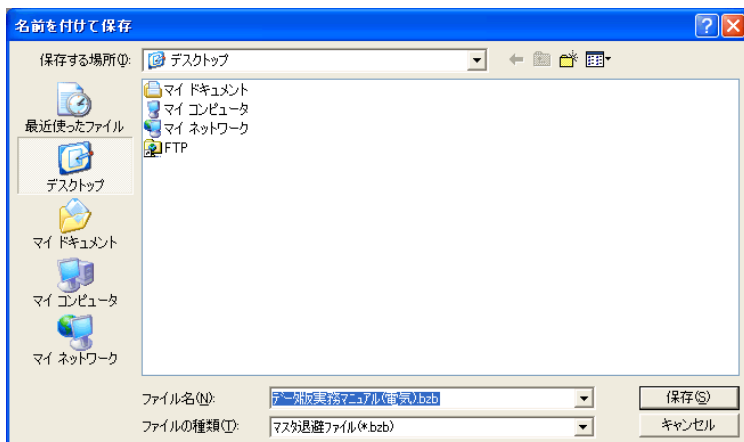 名前を付けて保存
保存する場所(I):
デスクトップ
最近使ったファイル
デスクトップ
マイ ドキュメント
マイ コンピュータ
マイ ネットワーク
マイ ドキュメント
マイ コンピュータ
マイ ネットワーク
FTP
ファイル名(N):
データ版実務マニュアル(電気).bzb
保存(S)
ファイルの種類(T):
マスタ退避ファイル(*.bzb)
キャンセル